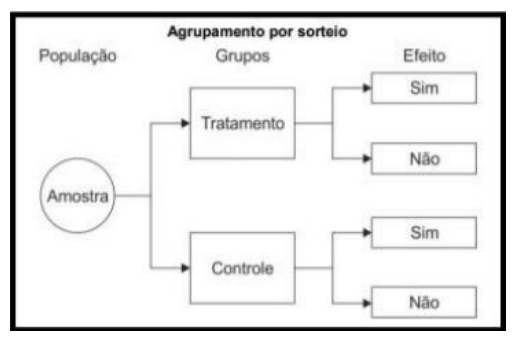 Agrupamento por sorteio
População Grupos Efeito
Sim
Tratamento
Não
Amostra
Sim
Controle
Não